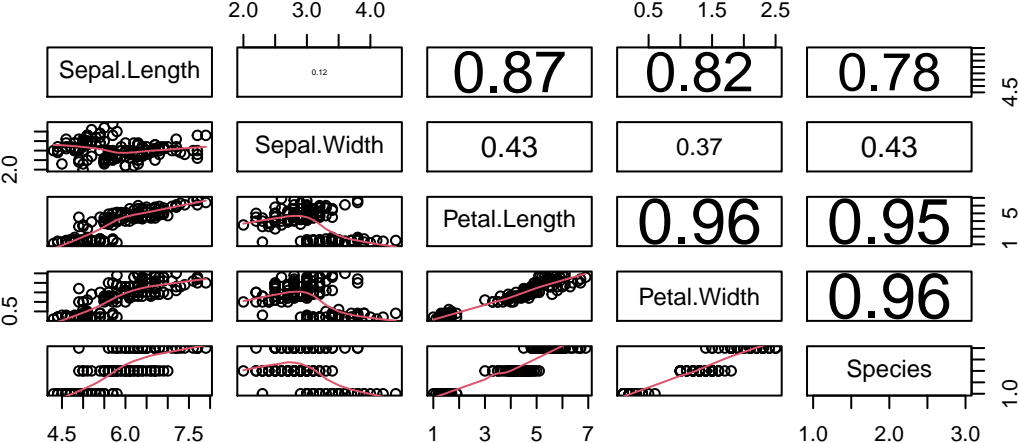 2.0 3.0 4.0 0.5 1.5 2.5
Sepal.Length 0.12 0.87 0.82 0.78 4.5
2.0 Sepal.Width 0.43 0.37 0.43
Petal.Length 0.96 0.95 1 5
0.5 Petal.Width 0.96
Species 1.0
4.5 6.0 7.5 1 3 5 7 1.0 2.0 3.0